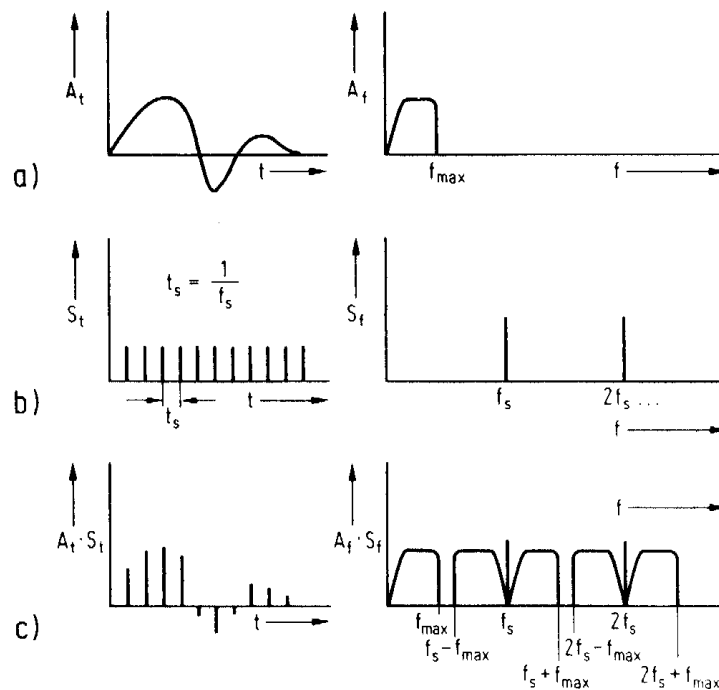 A_t
A_f
t
f_max
f
a)
t_s = 1/f_s
S_t
S_f
t_s
t
f_s
2f_s ...
b)
f
f
A_t · S_t
A_f · S_f
t
f_max
f_s
2f_s
c)
f_s − f_max
2f_s − f_max
f_s + f_max
2f_s + f_max